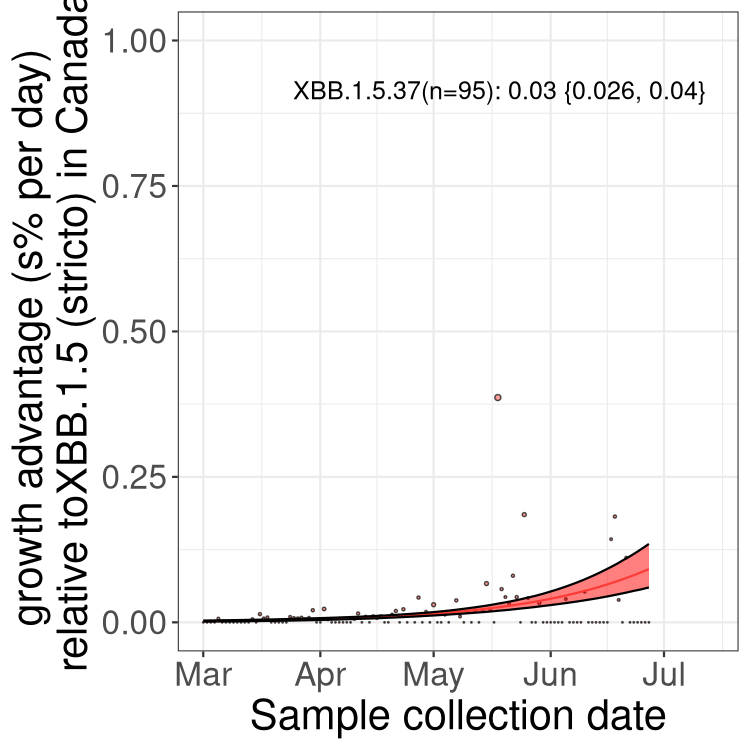 growth advantage (s% per day)
relative toXBB.1.5 (stricto) in Canada
1.00
0.75
0.50
0.25
0.00
XBB.1.5.37(n=95): 0.03 {0.026, 0.04}
Mar Apr May Jun Jul
Sample collection date